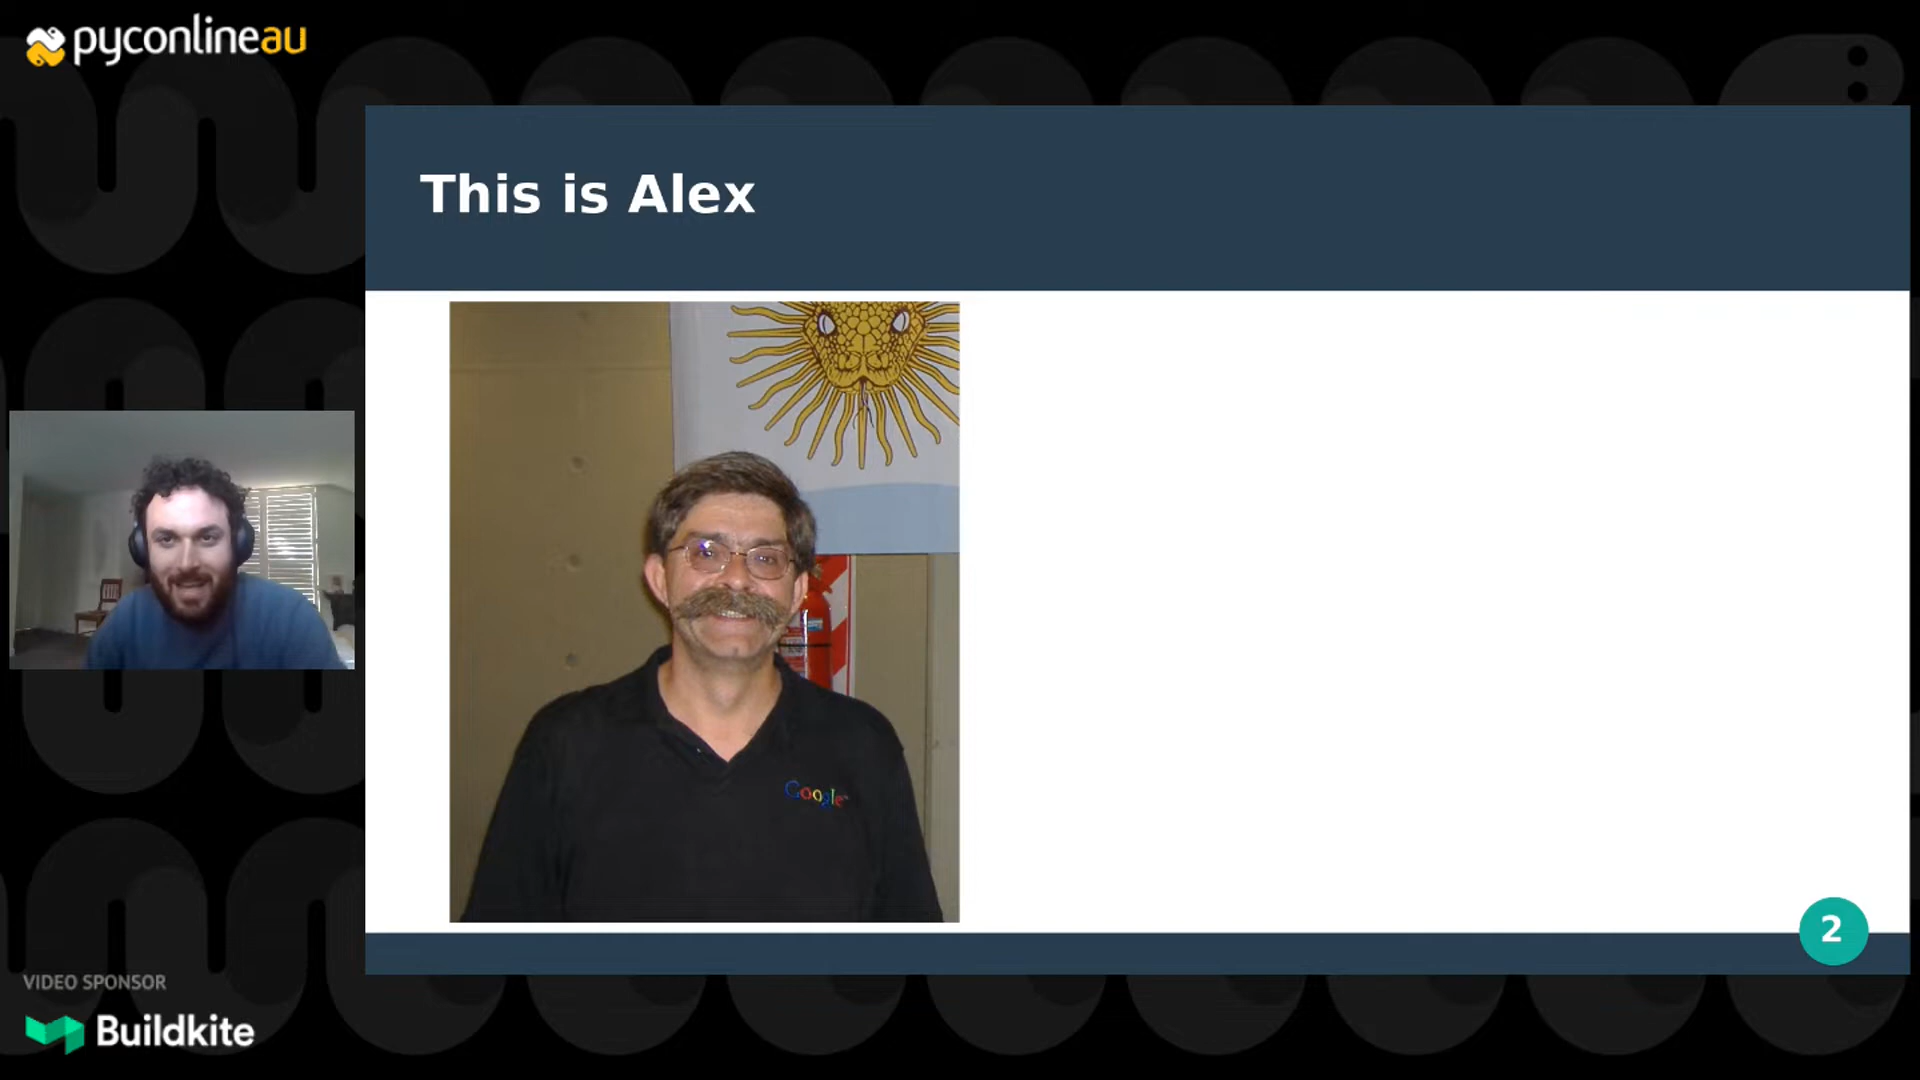 pyconlineau
This is Alex
Google
2
VIDEO SPONSOR
Buildkite